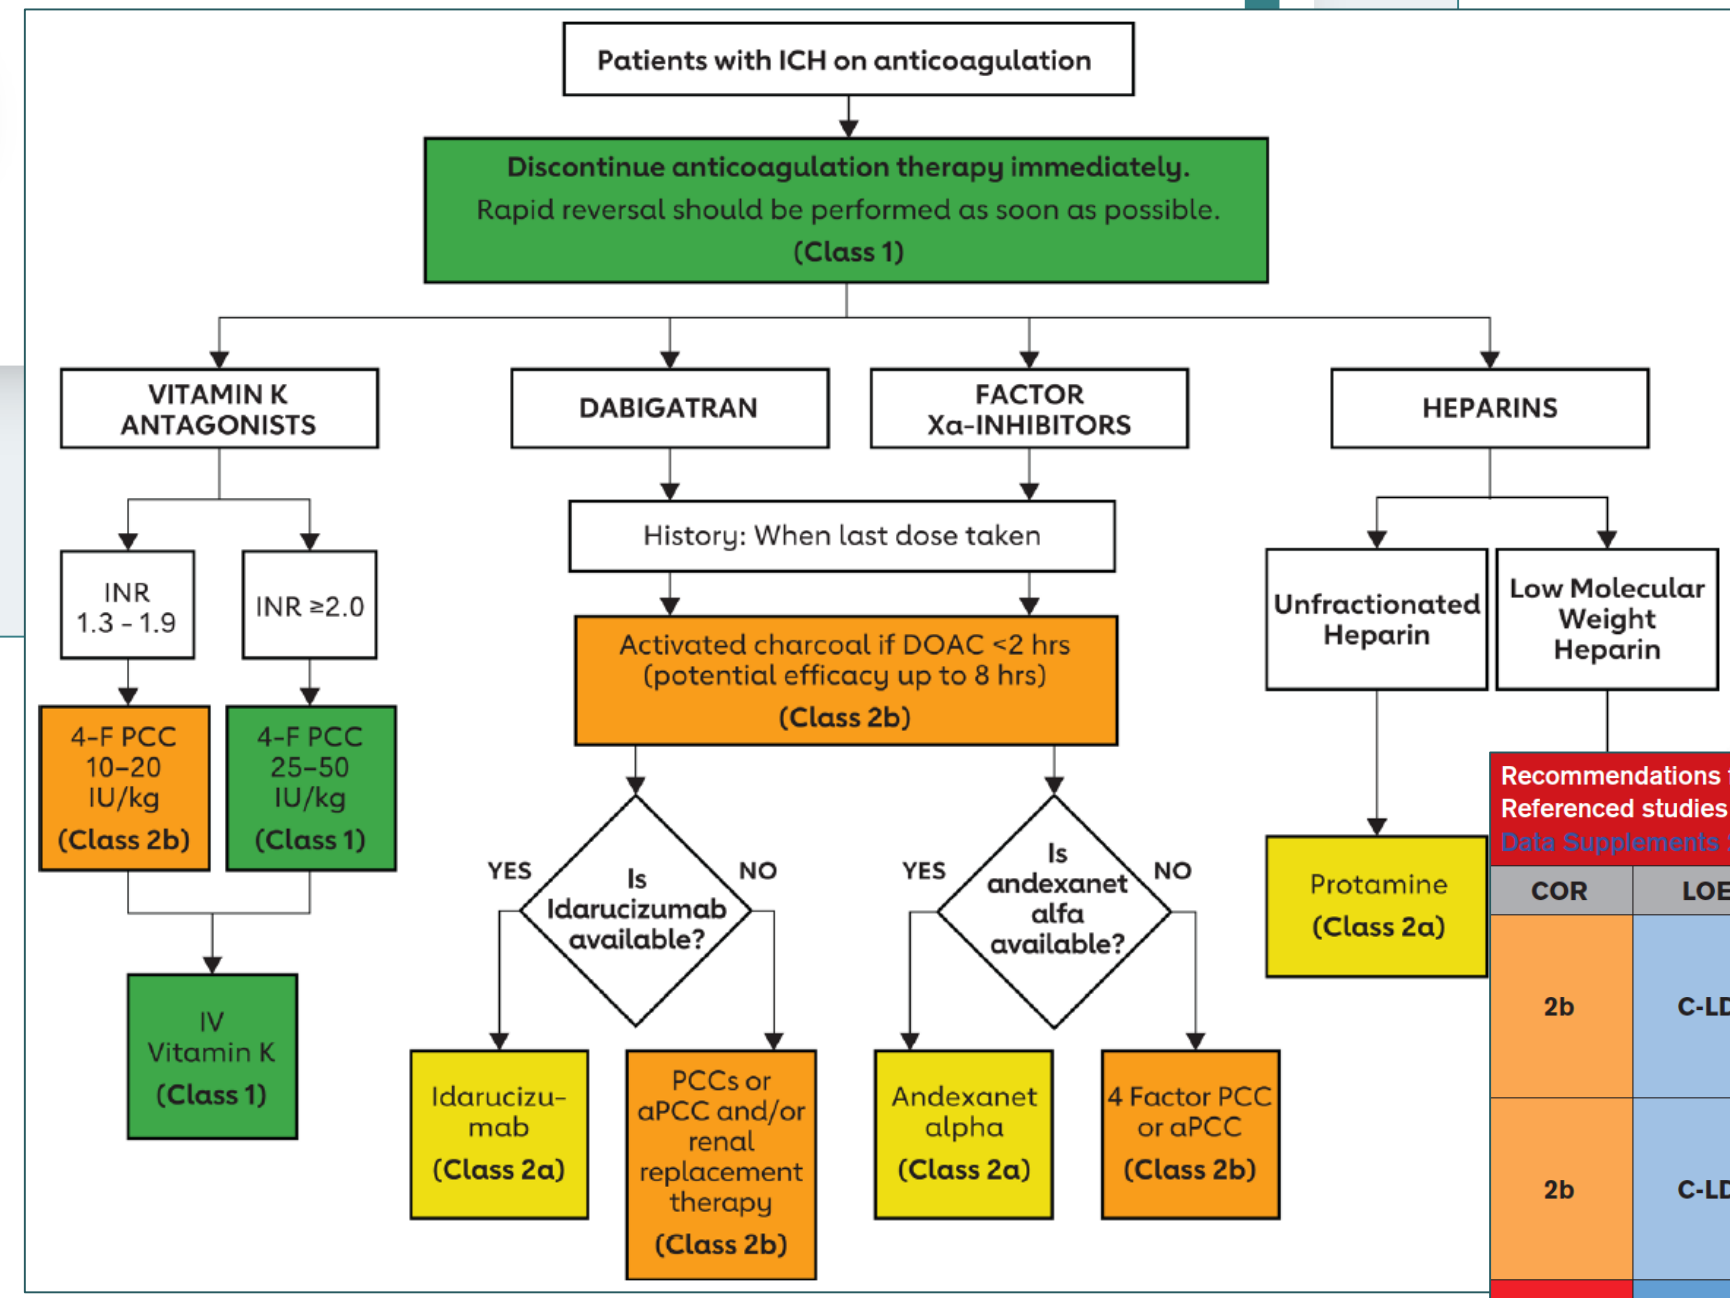 Patients with ICH on anticoagulation
Discontinue anticoagulation therapy immediately.
Rapid reversal should be performed as soon as possible.
(Class 1)
VITAMIN K
ANTAGONISTS
DABIGATRAN
FACTOR
Xa-INHIBITORS
HEPARINS
INR
1.3 - 1.9
INR ≥2.0
History: When last dose taken
Unfractionated
Heparin
Low Molecular
Weight
Heparin
Activated charcoal if DOAC <2 hrs
(potential efficacy up to 8 hrs)
(Class 2b)
4-F PCC
10–20
IU/kg
(Class 2b)
4-F PCC
25–50
IU/kg
(Class 1)
IV
Vitamin K
(Class 1)
YES
Is
Idarucizumab
available?
NO
YES
Is
andexanet
alfa
available?
NO
Idarucizu-
mab
(Class 2a)
PCCs or
aPCC and/or
renal
replacement
therapy
(Class 2b)
Andexanet
alpha
(Class 2a)
4 Factor PCC
or aPCC
(Class 2b)
Protamine
(Class 2a)
Recommendations
Referenced studies
Data Supplements
COR
LOE
2b
C-LD
2b
C-LD